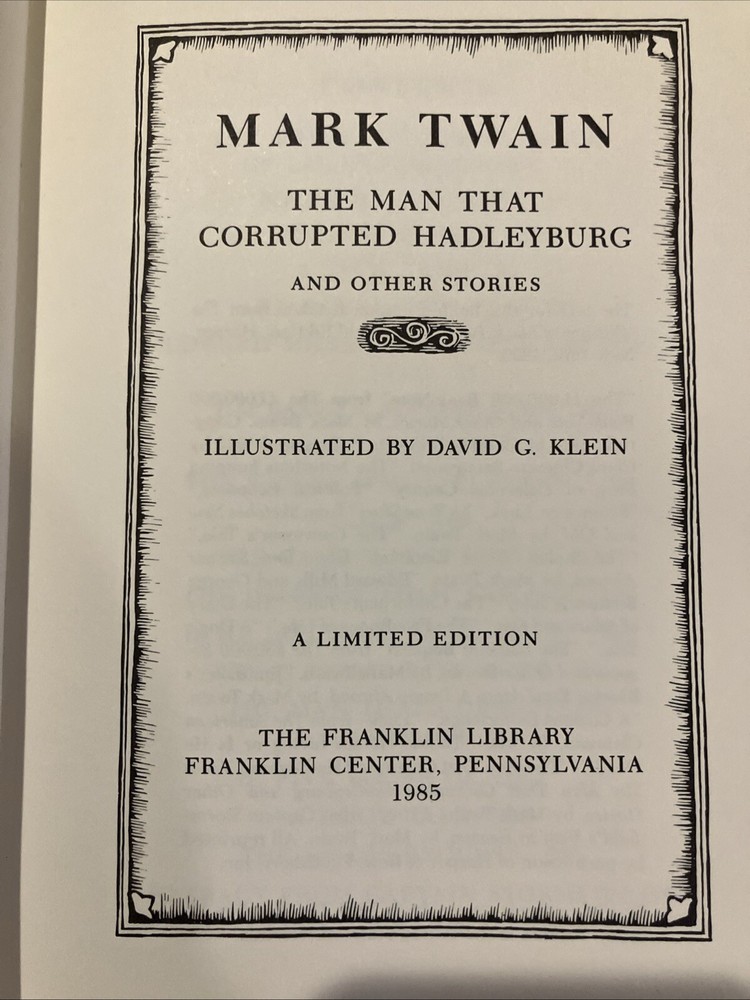 MARK TWAIN
THE MAN THAT
CORRUPTED HADLEYBURG
AND OTHER STORIES
ILLUSTRATED BY DAVID G. KLEIN
A LIMITED EDITION
THE FRANKLIN LIBRARY
FRANKLIN CENTER, PENNSYLVANIA
1985